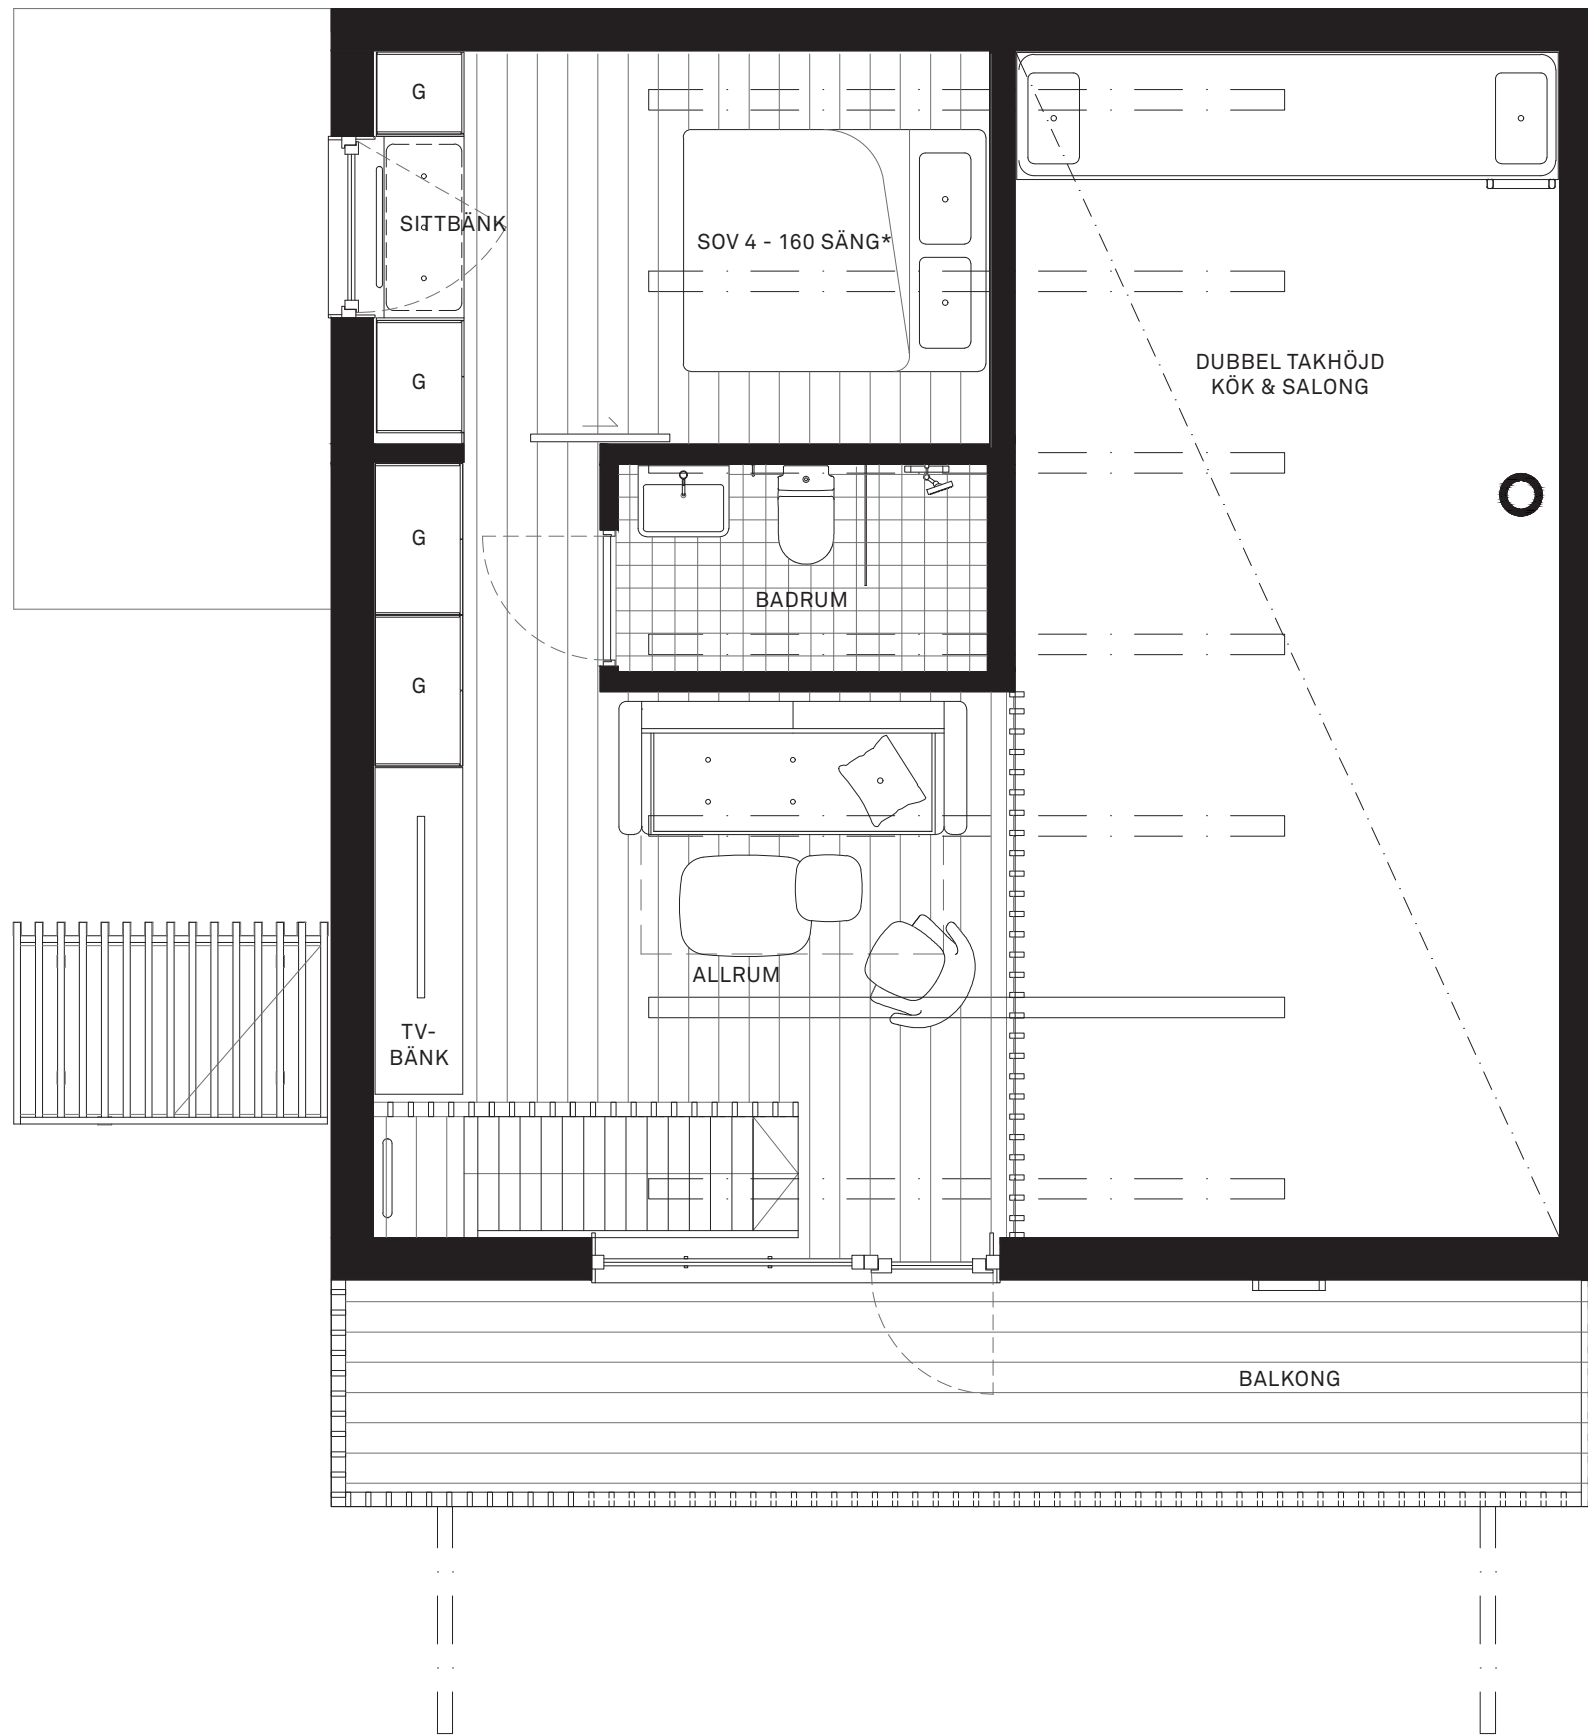 G
SITTBÄNK
SOV 4 - 160 SÄNG*
DUBBEL TAKHÖJD
KÖK & SALONG
G
G
BADRUM
G
ALLRUM
TV-
BÄNK
BALKONG